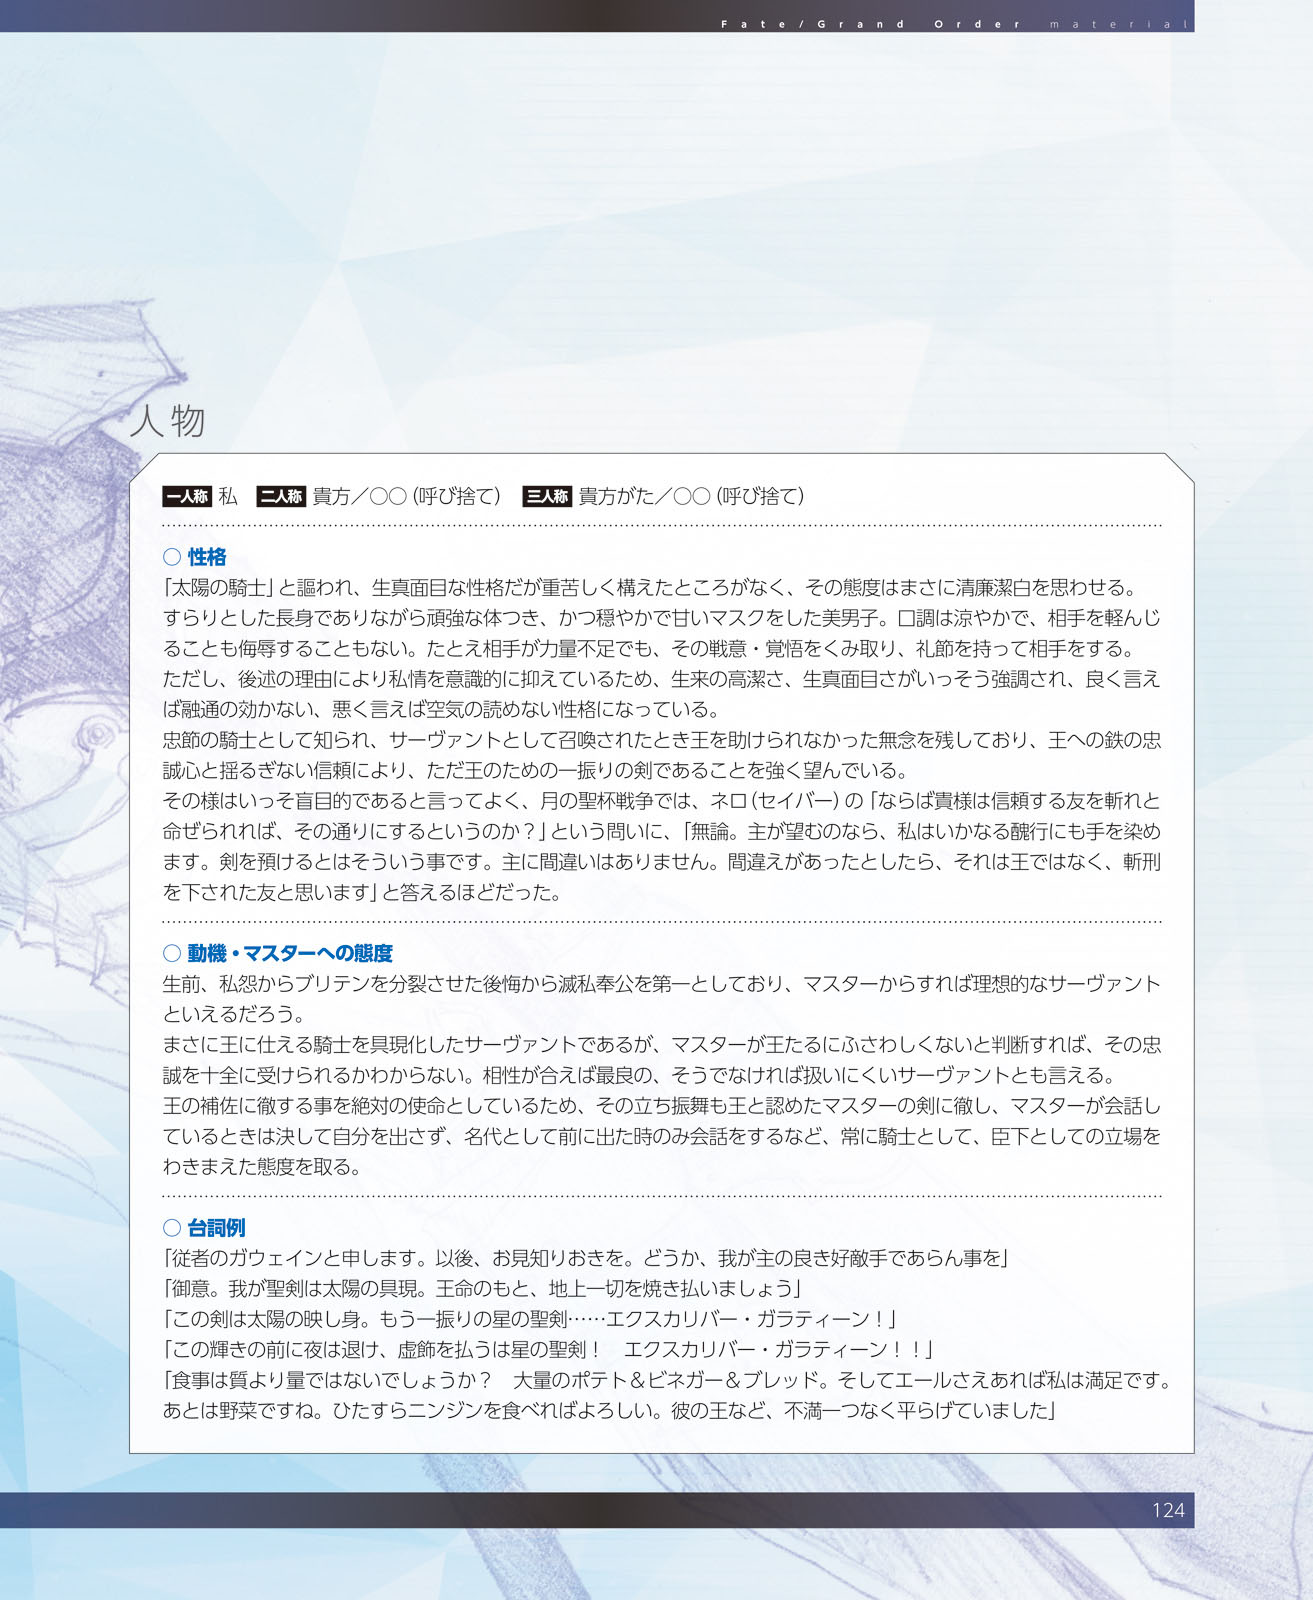 Fate/Grand Order material
人物
一人称 私 二人称 貴方／○○（呼び捨て） 三人称 貴方がた／○○（呼び捨て）
○ 性格
「太陽の騎士」と謳われ、生真面目な性格だが重苦しく構えたところがなく、その態度はまさに清廉潔白を思わせる。
すらりとした長身でありながら頑強な体つき、かつ穏やかで甘いマスクをした美男子。口調は涼やかで、相手を軽んじ
ることも侮辱することもない。たとえ相手が力量不足でも、その戦意・覚悟をくみ取り、礼節を持って相手をする。
ただし、後述の理由により私情を意識的に抑えているため、生来の高潔さ、生真面目さがいっそう強調され、良く言え
ば融通の効かない、悪く言えば空気の読めない性格になっている。
忠節の騎士として知られ、サーヴァントとして召喚されたとき王を助けられなかった無念を残しており、王への鉄の忠
誠心と揺るぎない信頼により、ただ王のための一振りの剣であることを強く望んでいる。
その様はいっそ盲目的であると言ってよく、月の聖杯戦争では、ネロ（セイバー）の「ならば貴様は信頼する友を斬れと
命ぜられれば、その通りにするというのか？」という問いに、「無論。主が望むのなら、私はいかなる醜行にも手を染め
ます。剣を預けるとはそういう事です。主に間違いはありません。間違えがあったとしたら、それは王ではなく、斬刑
を下された友と思います」と答えるほどだった。
○ 動機・マスターへの態度
生前、私怨からブリテンを分裂させた後悔から滅私奉公を第一としており、マスターからすれば理想的なサーヴァント
といえるだろう。
まさに王に仕える騎士を具現化したサーヴァントであるが、マスターが王たるにふさわしくないと判断すれば、その忠
誠を十全に受けられるかわからない。相性が合えば最良の、そうでなければ扱いにくいサーヴァントとも言える。
王の補佐に徹する事を絶対の使命としているため、その立ち振舞も王と認めたマスターの剣に徹し、マスターが会話し
ているときは決して自分を出さず、名代として前に出た時のみ会話をするなど、常に騎士として、臣下としての立場を
わきまえた態度を取る。
○ 台詞例
「従者のガウェインと申します。以後、お見知りおきを。どうか、我が主の良き好敵手であらん事を」
「御意。我が聖剣は太陽の具現。王命のもと、地上一切を焼き払いましょう」
「この剣は太陽の映し身。もう一振りの星の聖剣……エクスカリバー・ガラティーン！」
「この輝きの前に夜は退け、虚飾を払うは星の聖剣！　エクスカリバー・ガラティーン！！」
「食事は質より量ではないでしょうか？　大量のポテト＆ビネガー＆ブレッド。そしてエールさえあれば私は満足です。
あとは野菜ですね。ひたすらニンジンを食べればよろしい。彼の王など、不満一つなく平らげていました」
124